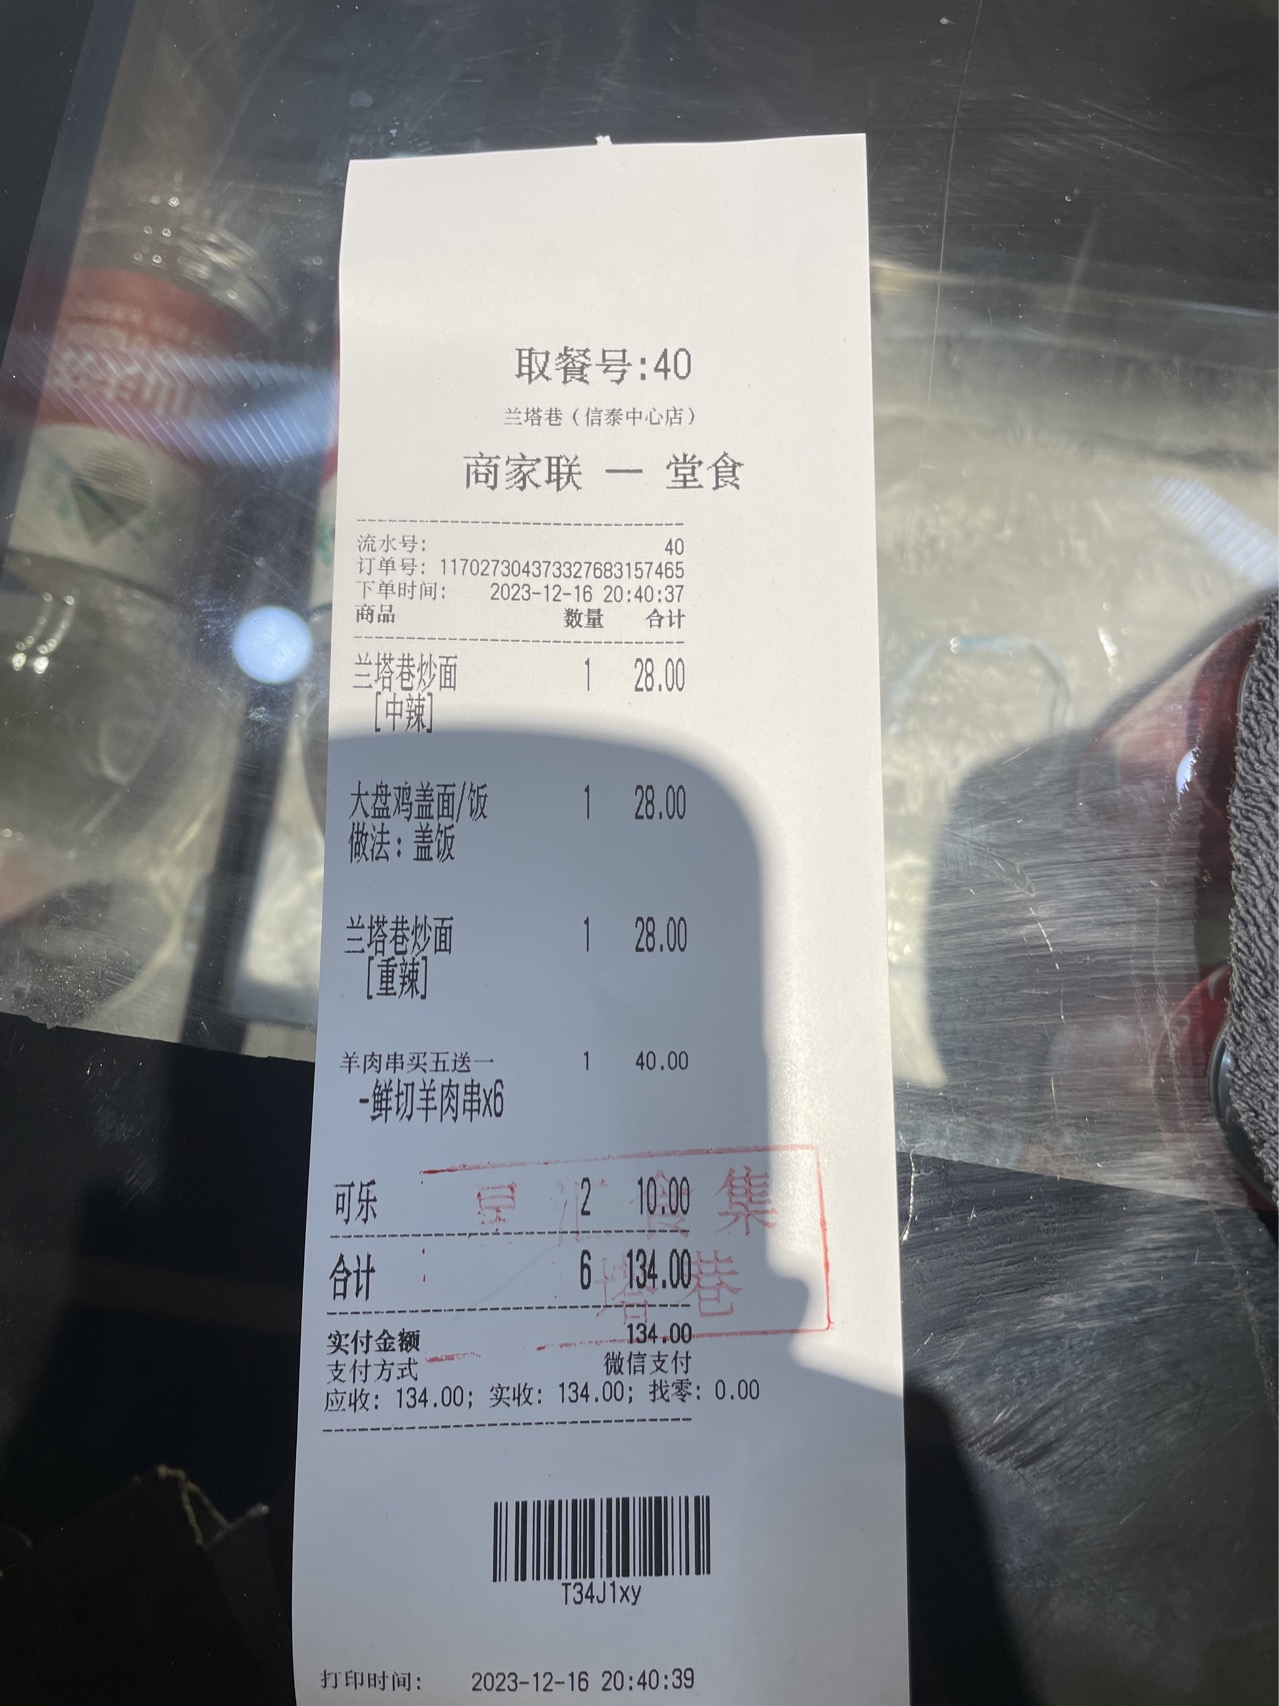 取餐号:40
兰塔巷（信泰中心店）
商家联 一 堂食
流水号: 40
订单号: 117027304373327683157465
下单时间: 2023-12-16 20:40:37
商品 数量 合计
兰塔巷炒面 1 28.00
[中辣]
大盘鸡盖面/饭 1 28.00
做法：盖饭
兰塔巷炒面 1 28.00
[重辣]
羊肉串买五送一 1 40.00
-鲜切羊肉串x6
可乐 2 10.00
食集
合计 6 134.00
塔巷
实付金额 134.00
支付方式 微信支付
应收: 134.00; 实收: 134.00; 找零: 0.00
T34J1xy
打印时间: 2023-12-16 20:40:39